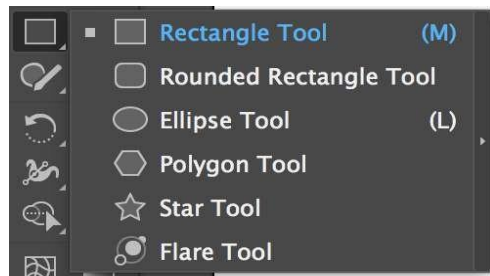 Rectangle Tool (M)
Rounded Rectangle Tool
Ellipse Tool (L)
Polygon Tool
Star Tool
Flare Tool